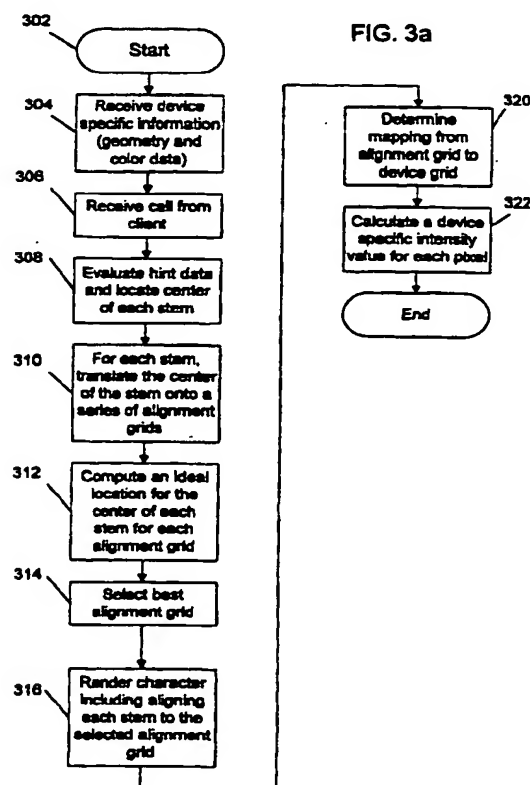 FIG. 3a
302
Start
304
Receive device
specific information
(geometry and
color data)
306
Receive call from
client
308
Evaluate hint data
and locate center
of each stem
310
For each stem,
translate the center
of the stem onto a
series of alignment
grids
312
Compute an ideal
location for the
center of each
stem for each
alignment grid
314
Select best
alignment grid
316
Render character
including aligning
each stem to the
selected alignment
grid
320
Determine
mapping from
alignment grid to
device grid
322
Calculate a device
specific intensity
value for each pixel
End